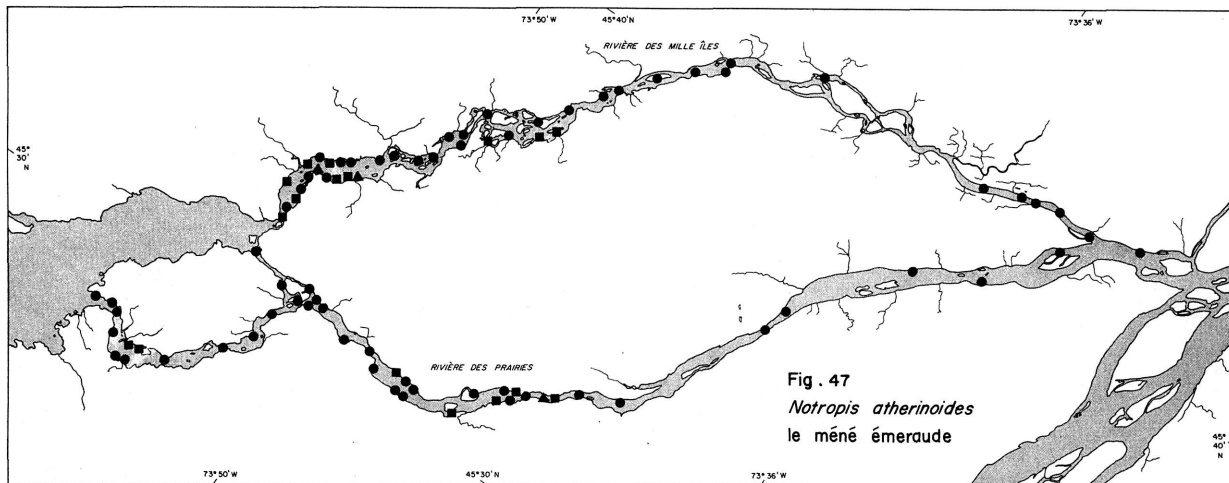 73° 50' W
45° 40' N
73° 36' W
RIVIÈRE DES MILLE ÎLES
45°
30'
N
RIVIÈRE DES PRAIRIES
Fig. 47
Notropis atherinoides
le méné émeraude
45°
40'
N
73° 50' W
45° 30' N
73° 36' W